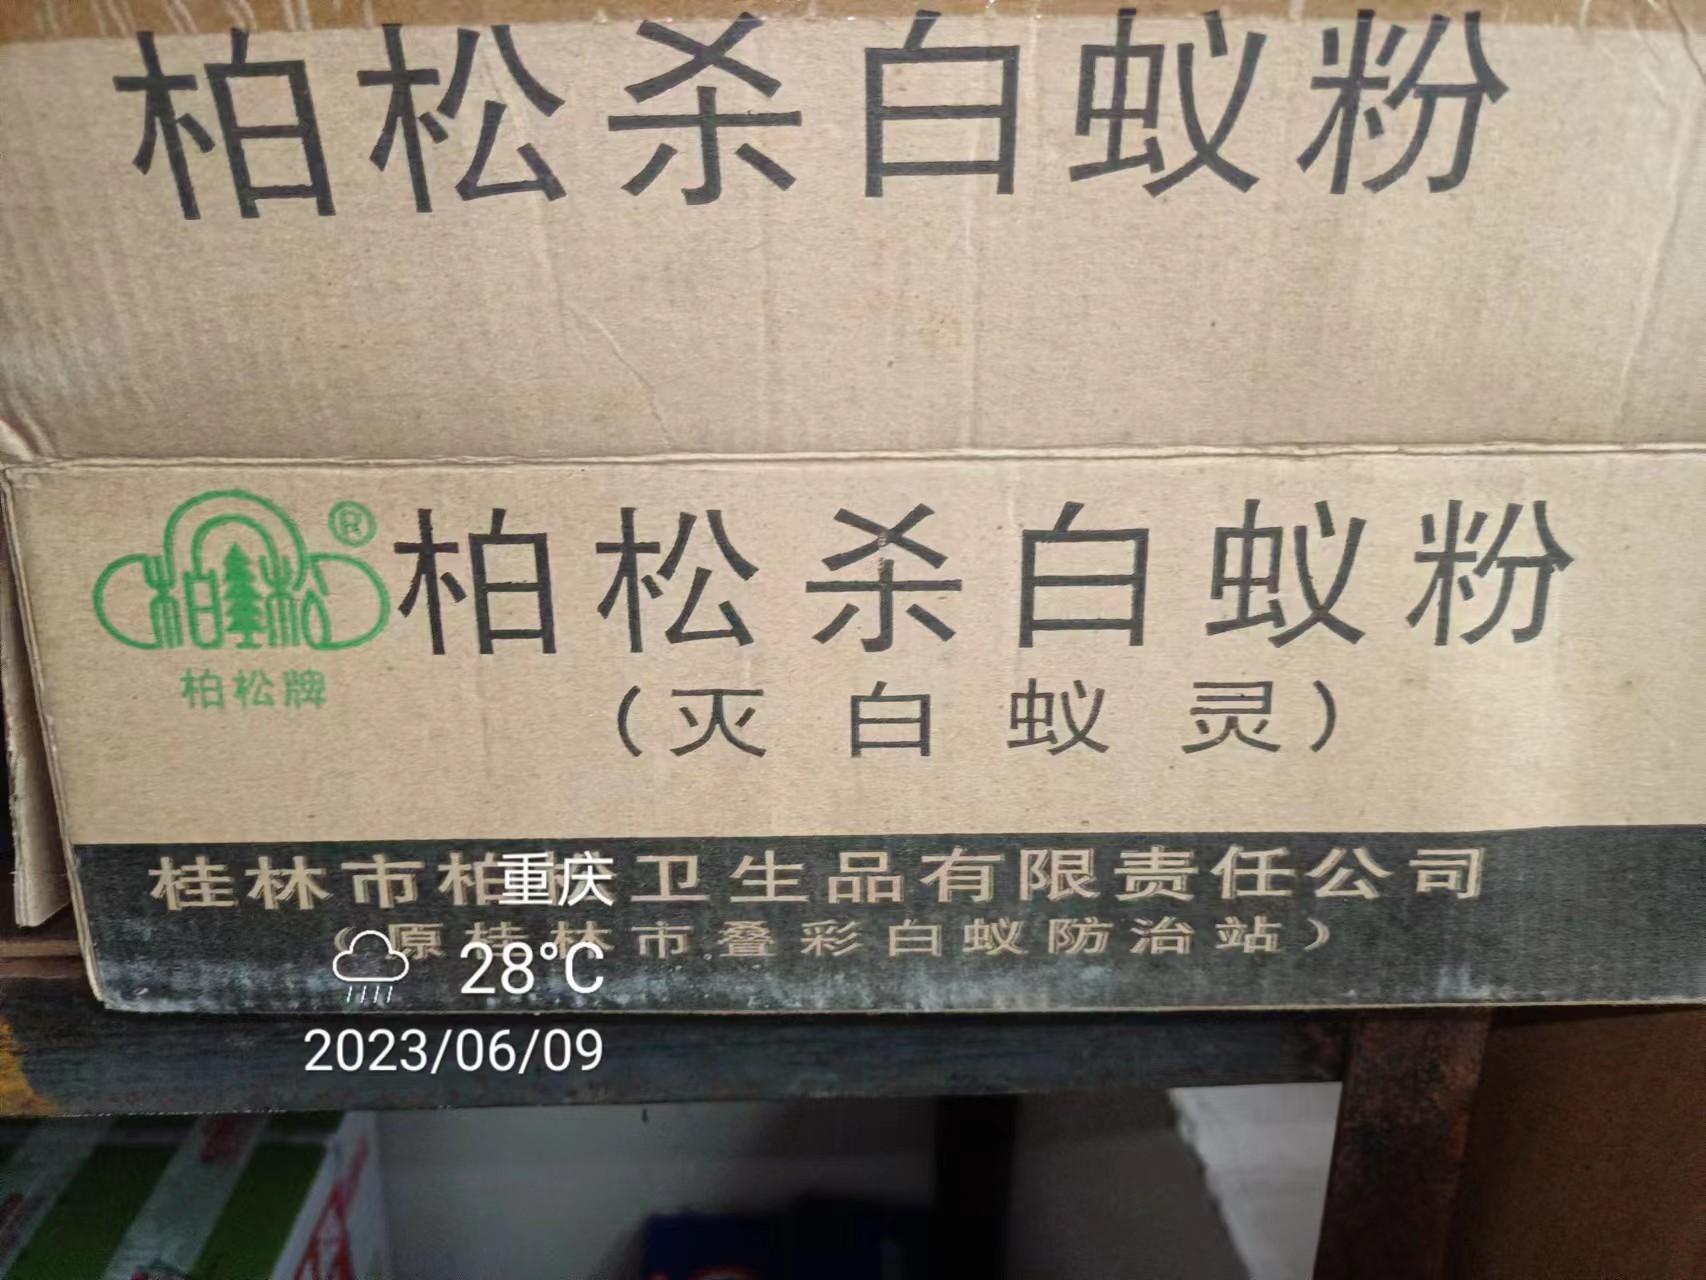 柏松杀白蚁粉
柏松
®
柏松牌
柏松杀白蚁粉
(灭白蚁灵)
桂林市柏 卫生品有限责任公司
(原桂林市叠彩白蚁防治站)
重庆
28°C
2023/06/09